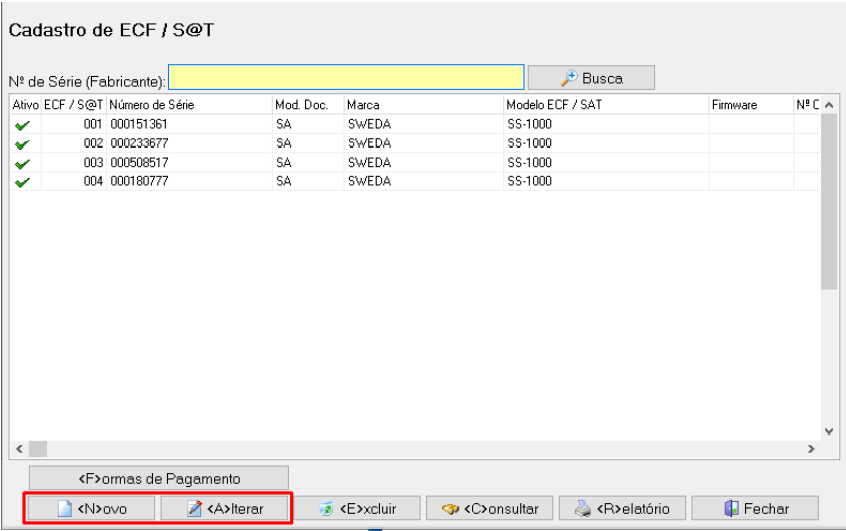 Cadastro de ECF / S@T
Nº de Série (Fabricante): Busca
Ativo ECF / S@T Número de Série Mod. Doc. Marca Modelo ECF / SAT Firmware Nº C
001 000151361 SA SWEDA SS-1000
002 000233677 SA SWEDA SS-1000
003 000508517 SA SWEDA SS-1000
004 000180777 SA SWEDA SS-1000
<F>ormas de Pagamento
<N>ovo <A>lterar <E>xcluir <C>onsultar <R>elatório Fechar